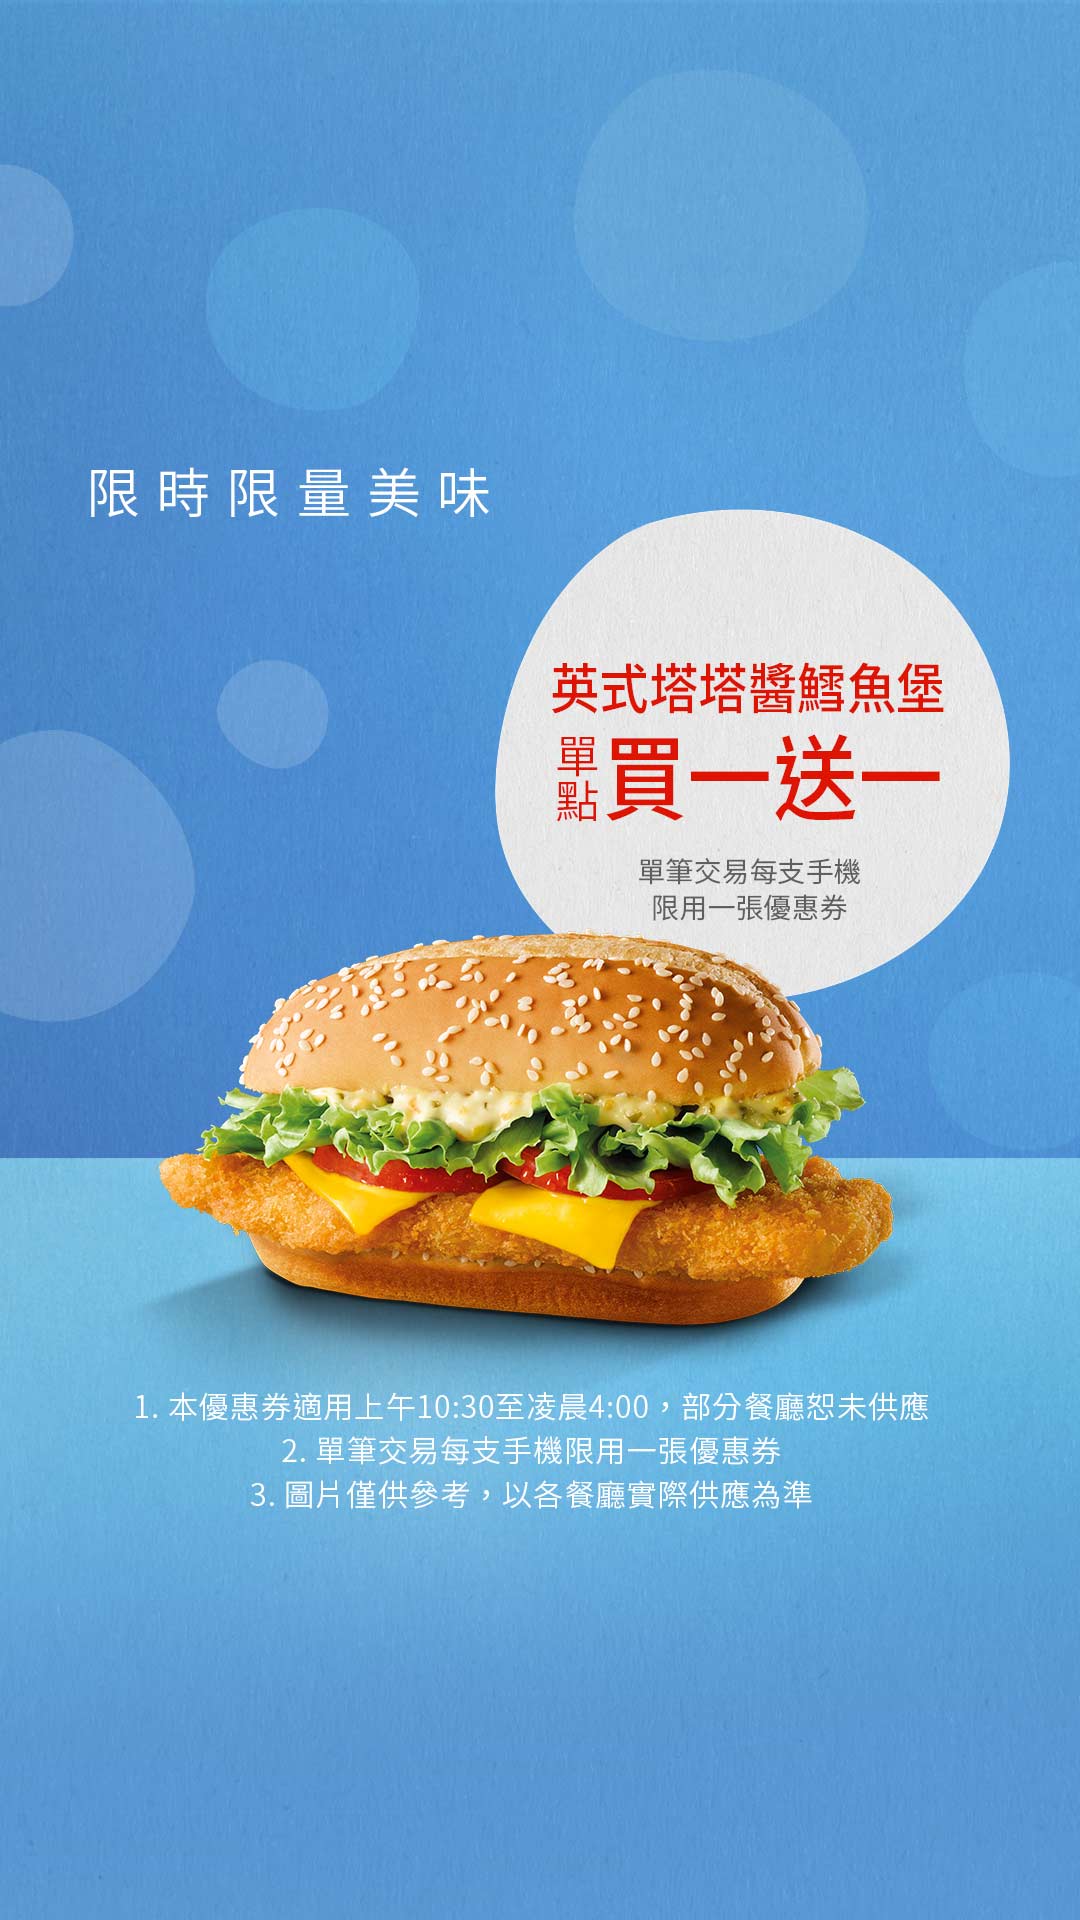 限時限量美味
英式塔塔醬鱈魚堡
單點買一送一
單筆交易每支手機
限用一張優惠券
1. 本優惠券適用上午10:30至凌晨4:00，部分餐廳恕未供應
2. 單筆交易每支手機限用一張優惠券
3. 圖片僅供參考，以各餐廳實際供應為準